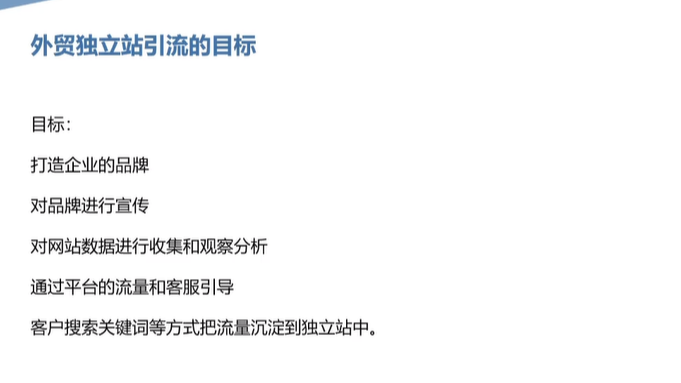 外贸独立站引流的目标
目标：
打造企业的品牌
对品牌进行宣传
对网站数据进行收集和观察分析
通过平台的流量和客服引导
客户搜索关键词等方式把流量沉淀到独立站中。